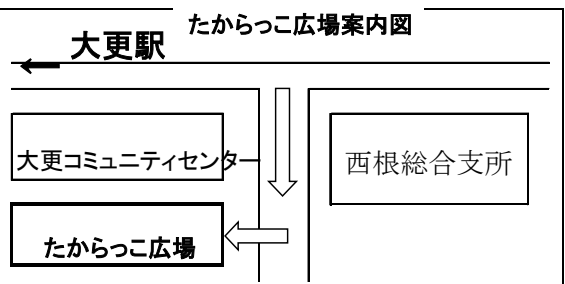 たからっこ広場案内図
大更駅
大更コミュニティセンター
西根総合支所
たからっこ広場